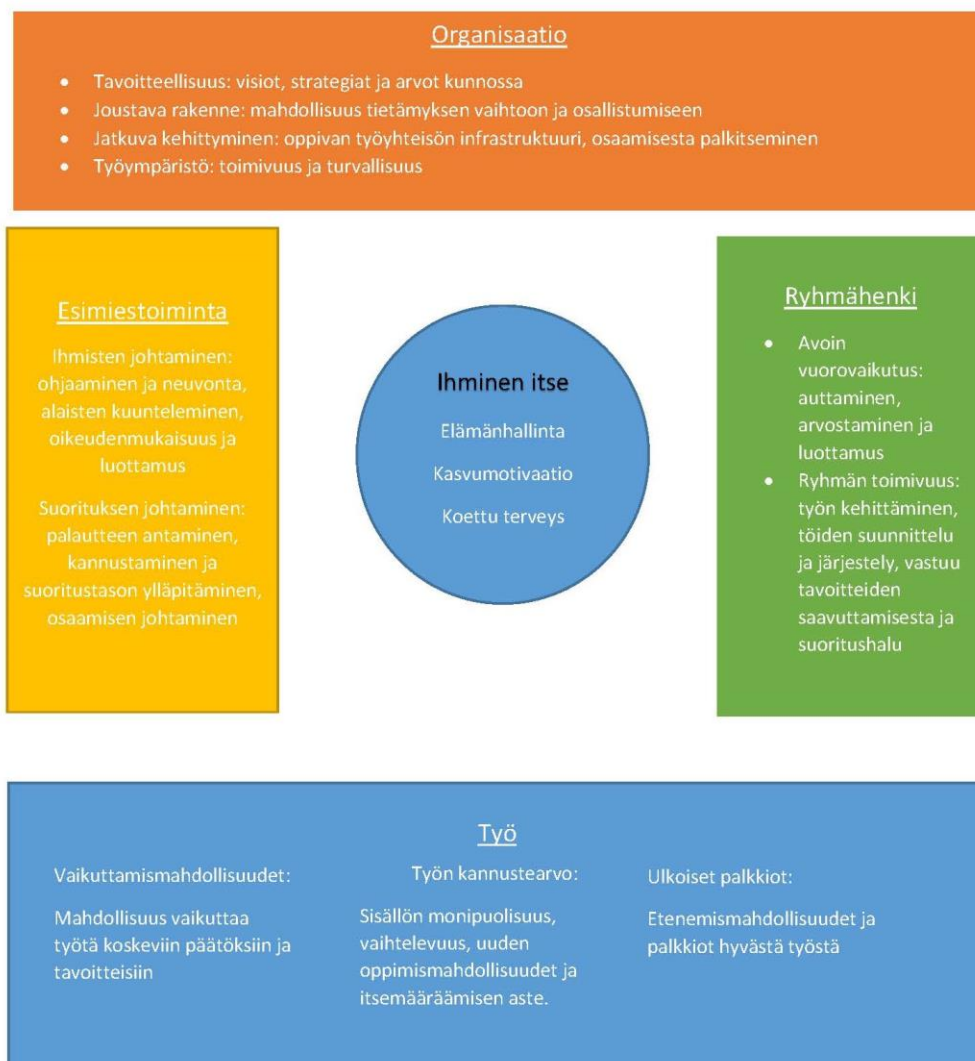 Organisaatio
• Tavoitteellisuus: visiot, strategiat ja arvot kunnossa
• Joustava rakenne: mahdollisuus tietämyksen vaihtoon ja osallistumiseen
• Jatkuva kehittyminen: oppivan työyhteisön infrastruktuuri, osaamisesta palkitseminen
• Työympäristö: toimivuus ja turvallisuus
Esimiestoiminta
Ihmisten johtaminen:
ohjaaminen ja neuvonta,
alaisten kuunteleminen,
oikeudenmukaisuus ja
luottamus
Suorituksen johtaminen:
palautteen antaminen,
kannustaminen ja
suoritustason ylläpitäminen,
osaamisen johtaminen
Ihminen itse
Elämänhallinta
Kasvumotivaatio
Koettu terveys
Ryhmähenki
• Avoin
vuorovaikutus:
auttaminen,
arvostaminen ja
luottamus
• Ryhmän toimivuus:
työn kehittäminen,
töiden suunnittelu
ja järjestely, vastuu
tavoitteiden
saavuttamisesta ja
suoritushalu
Työ
Vaikuttamismahdollisuudet:
Mahdollisuus vaikuttaa
työtä koskeviin päätöksiin ja
tavoitteisiin
Työn kannustearvo:
Sisällön monipuolisuus,
vaihtelevuus, uuden
oppimismahdollisuudet ja
itsemääräämisen aste.
Ulkoiset palkkiot:
Etenemismahdollisuudet ja
palkkiot hyvästä työstä